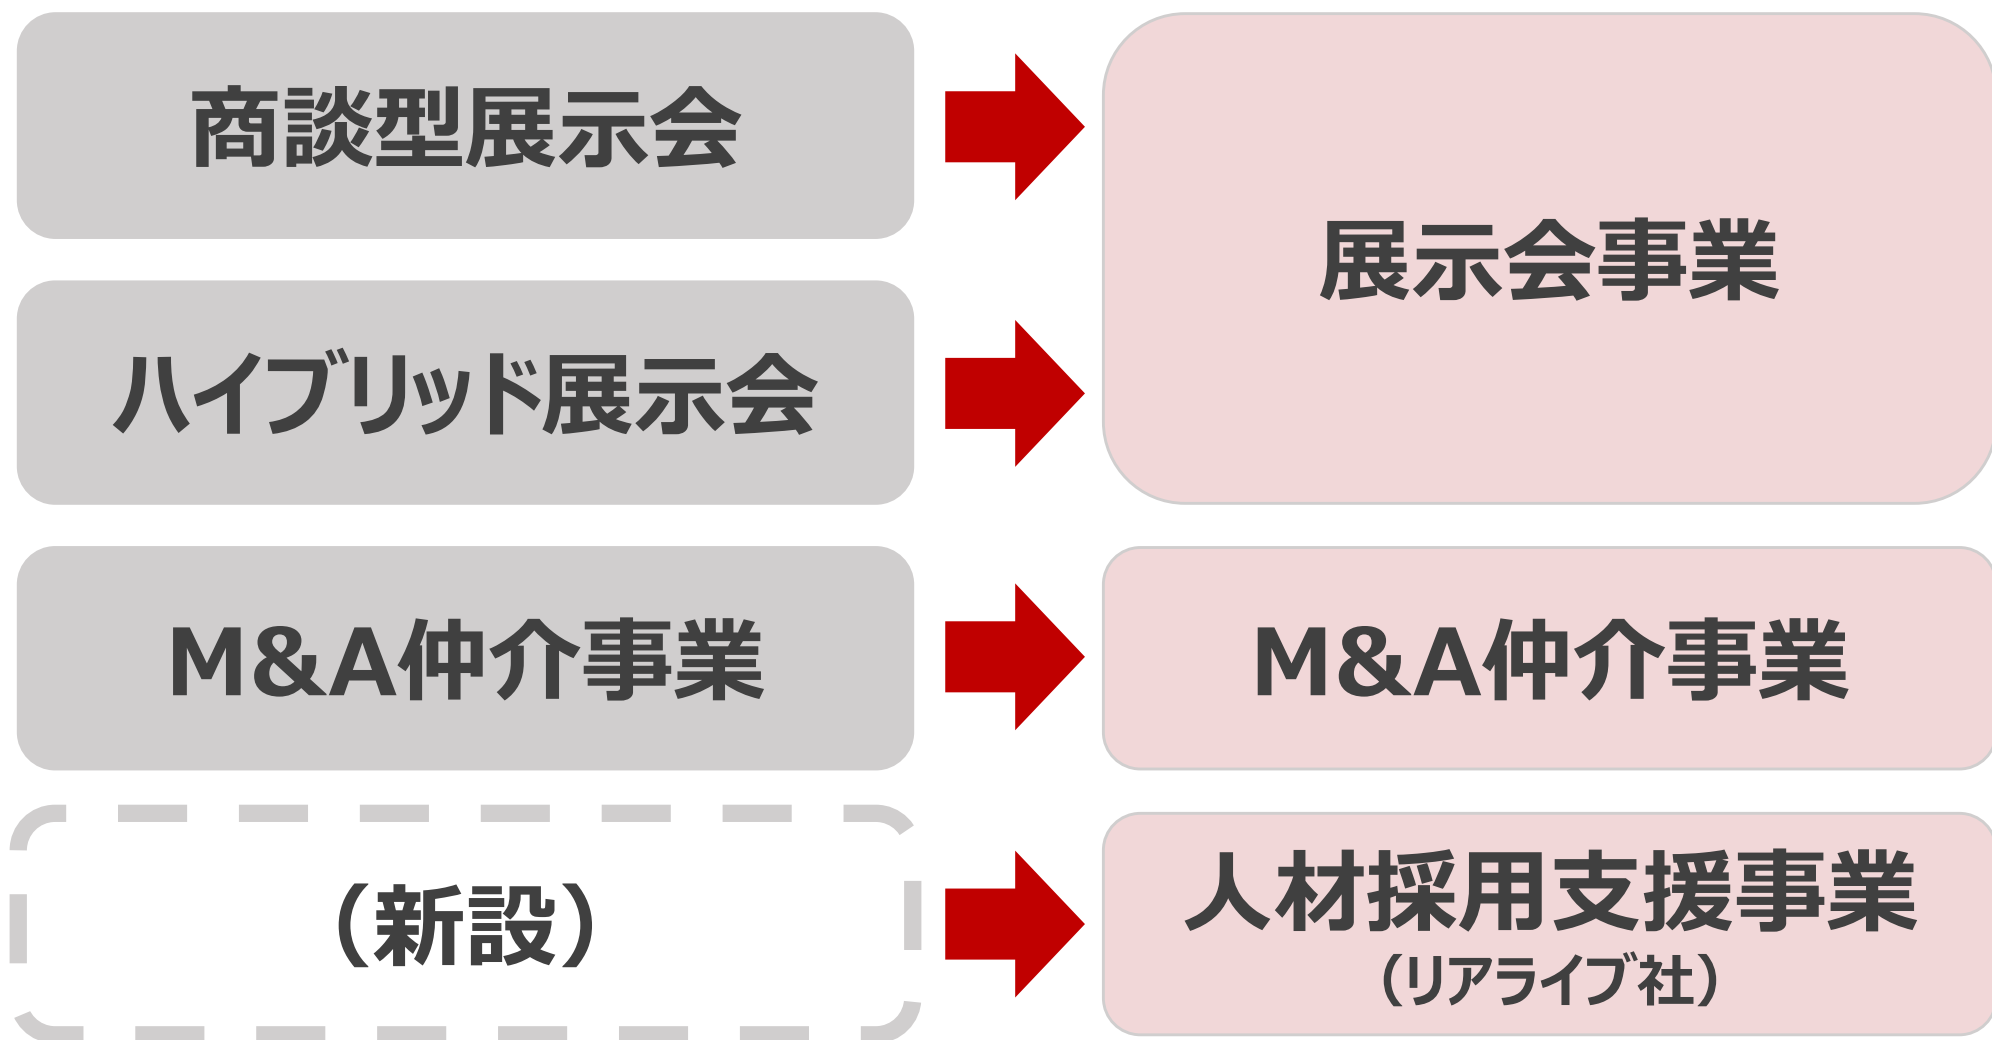 商談型展示会
展示会事業
ハイブリッド展示会
M&A仲介事業
M&A仲介事業
（新設）
人材採用支援事業
（リアライブ社）